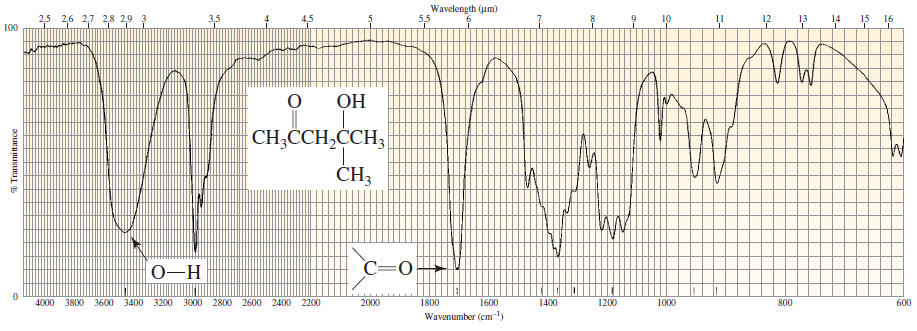 Wavelength (µm)
2.5 2.6 2.7 2.8 2.9 3 3.5 4 4.5 5 5.5 6 7 8 9 10 11 12 13 14 15 16
100
% Transmittance
0
O OH
CH₃CCH₂CCH₃
CH₃
O—H
C=O
4000 3800 3600 3400 3200 3000 2800 2600 2400 2200 2000 1800 1600 1400 1200 1000 800 600
Wavenumber (cm⁻¹)